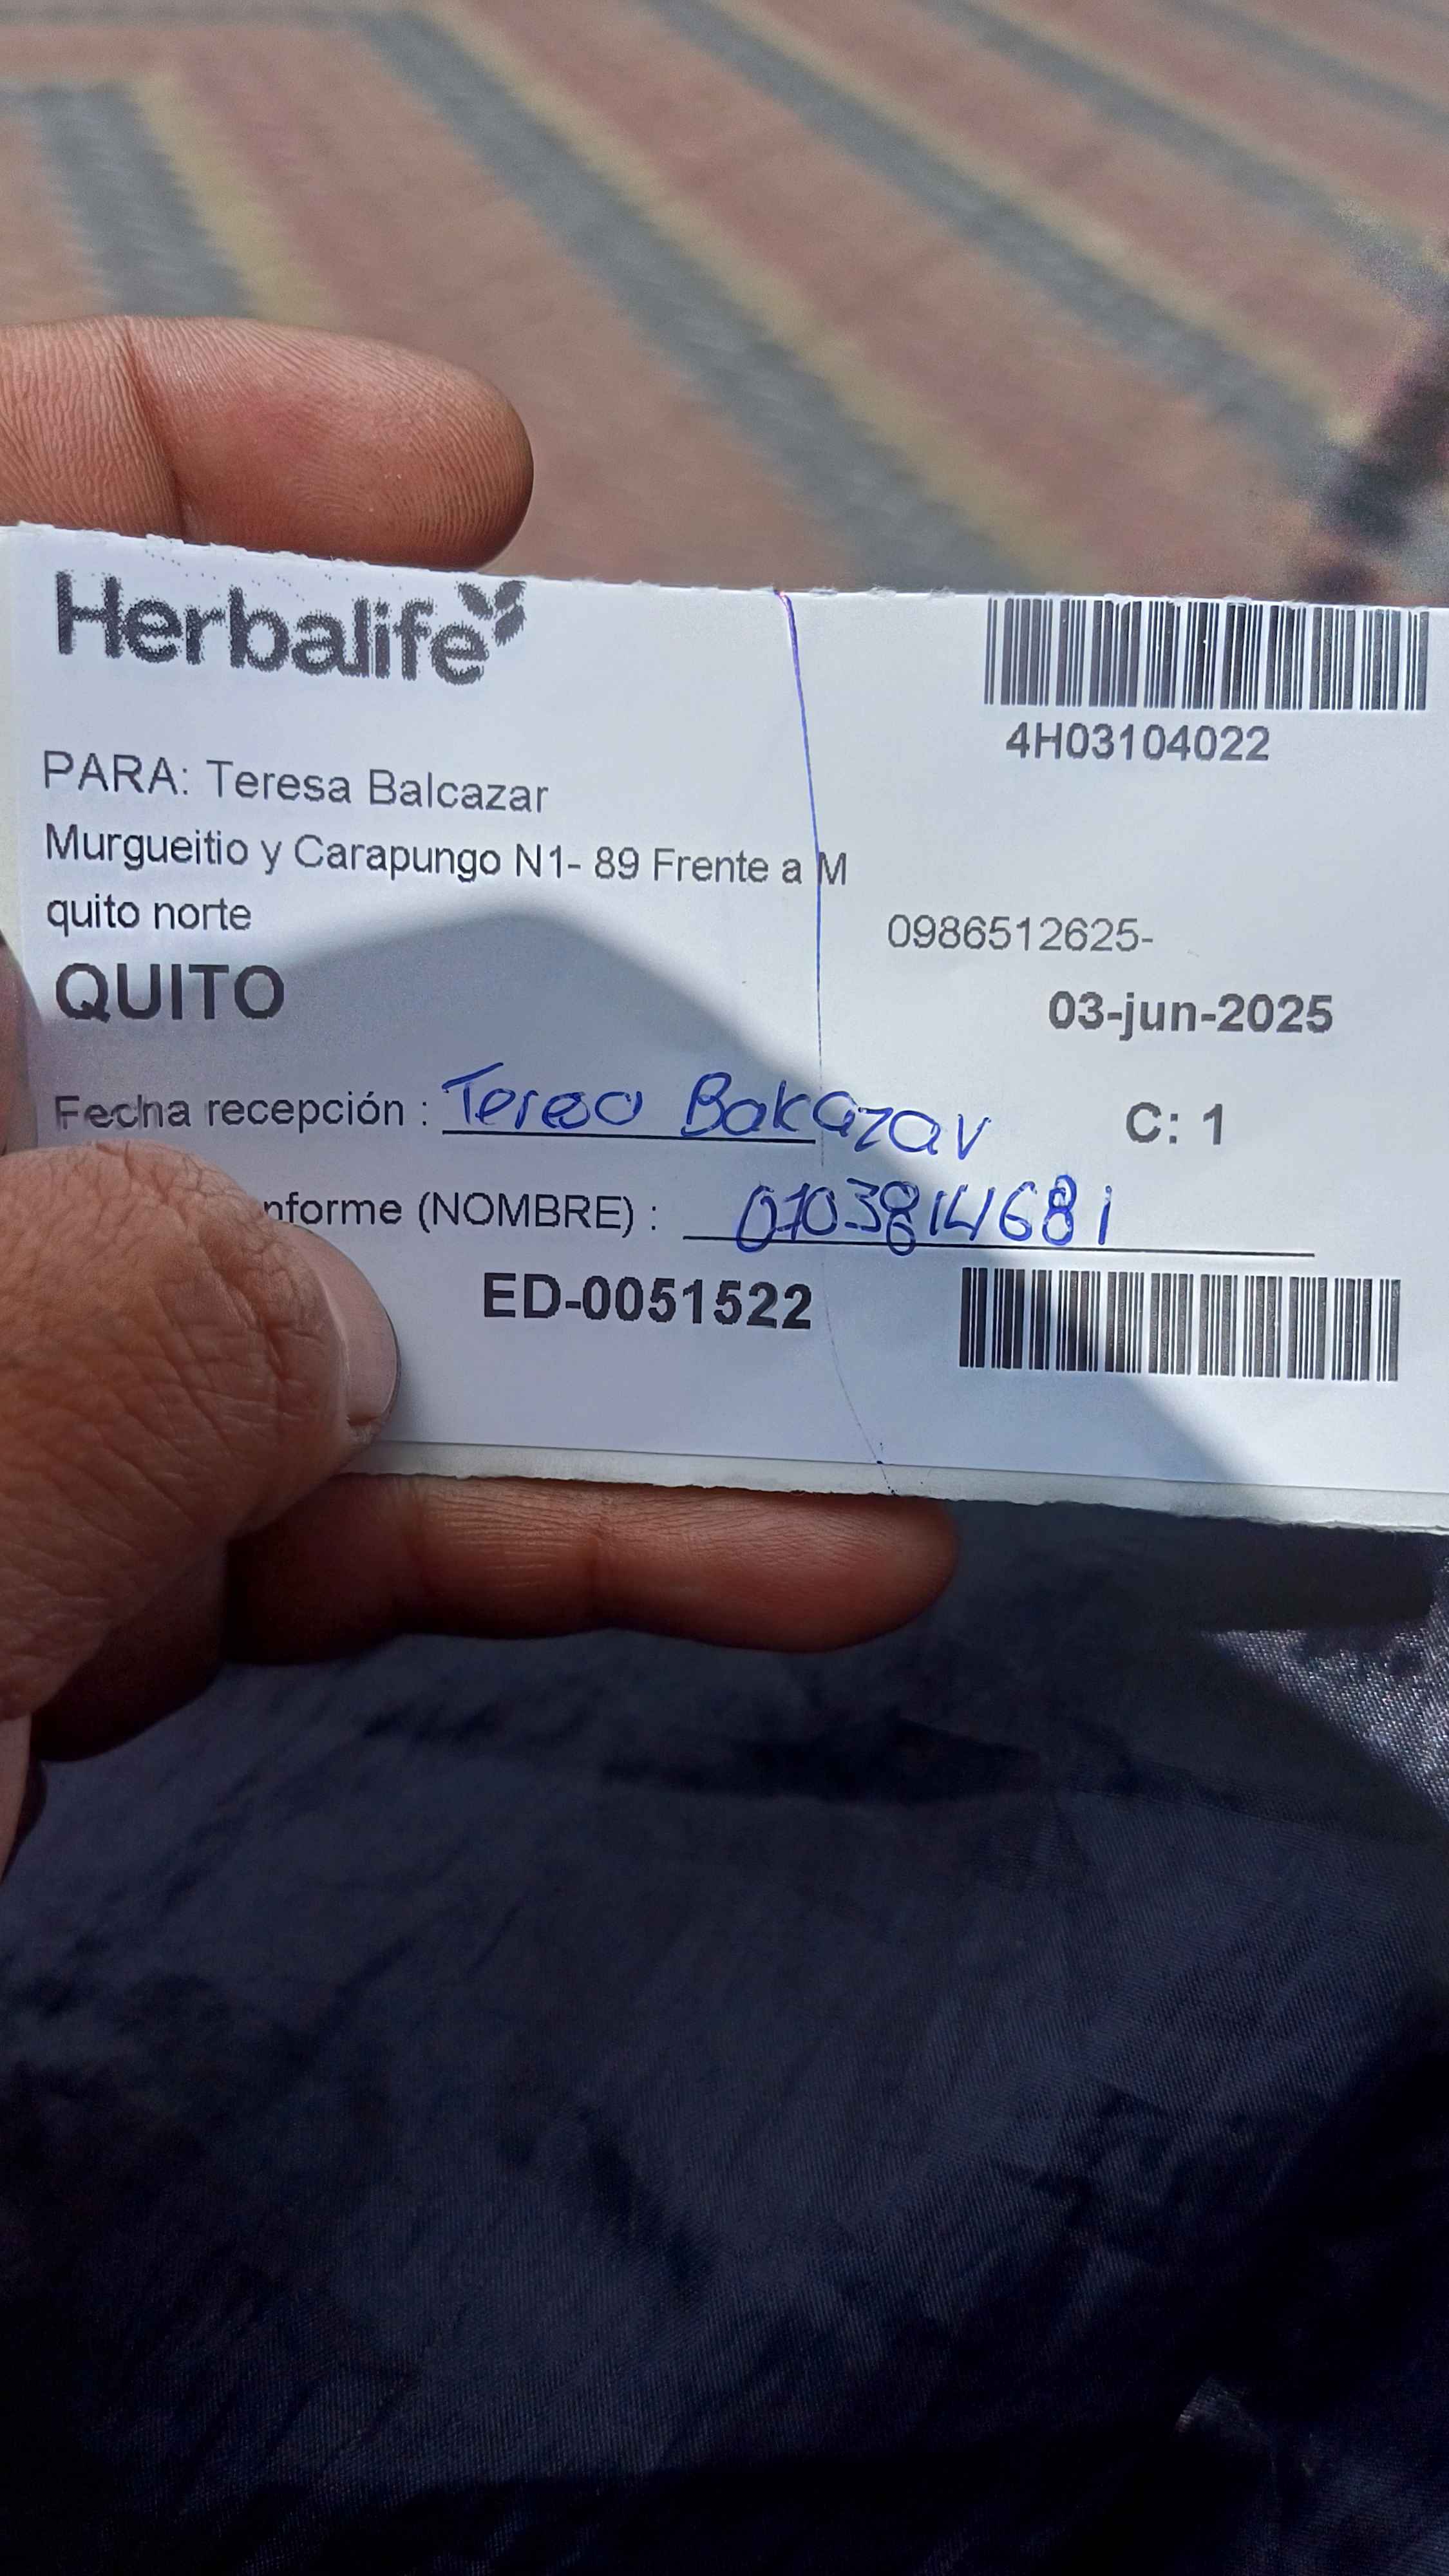 Herbalife
4H03104022
PARA: Teresa Balcazar
Murgueitio y Carapungo N1- 89 Frente a M
quito norte
0986512625-
QUITO
03-jun-2025
Fecha recepción : Teresa Balcazar
C: 1
nforme (NOMBRE) : 0103814681
ED-0051522